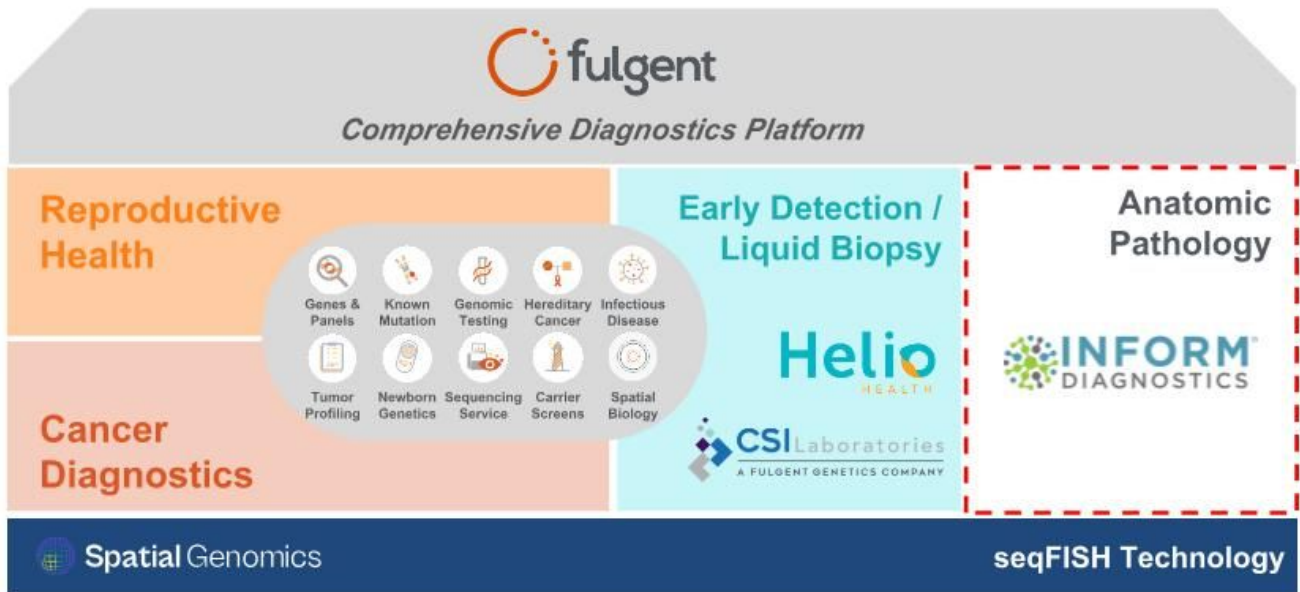 fulgent
Comprehensive Diagnostics Platform
Reproductive
Health
Genes &
Panels
Known
Mutation
Genomic
Testing
Hereditary
Cancer
Infectious
Disease
Tumor
Profiling
Newborn
Genetics
Sequencing
Service
Carrier
Screens
Spatial
Biology
Cancer
Diagnostics
Early Detection /
Liquid Biopsy
Helio
HEALTH
CSI Laboratories
A FULGENT GENETICS COMPANY
Anatomic
Pathology
INFORM®
DIAGNOSTICS
Spatial Genomics
seqFISH Technology